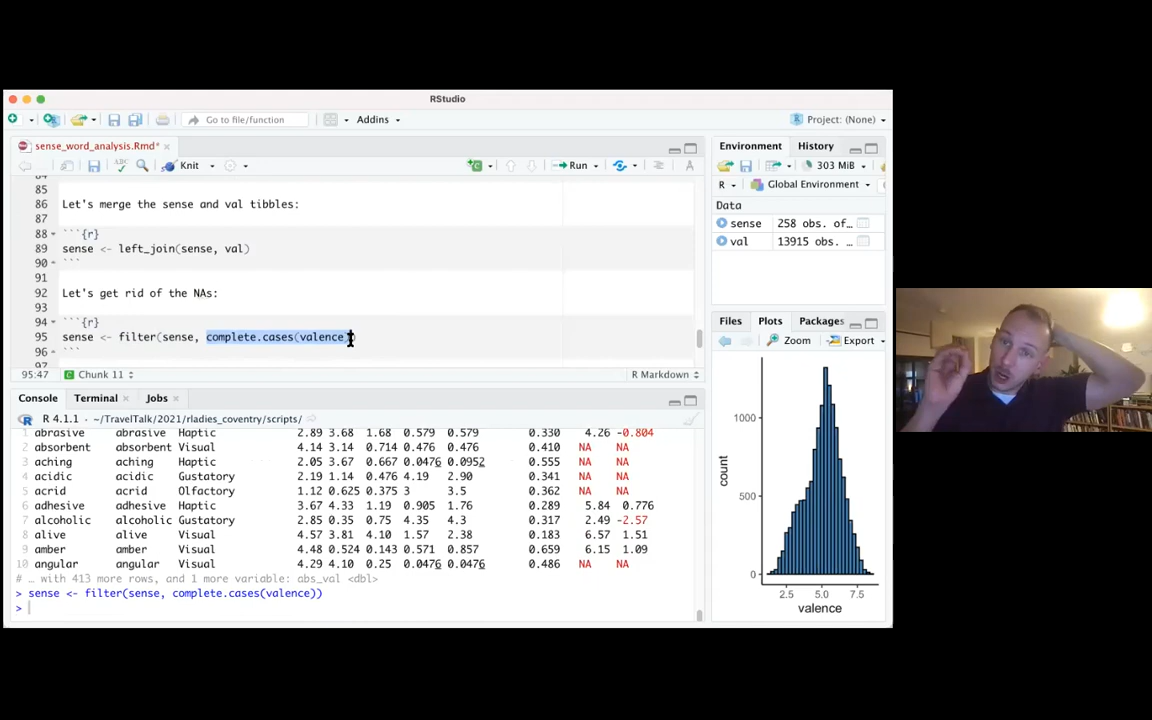 RStudio
Go to file/function
Addins
Project: (None)
sense_word_analysis.Rmd*
Knit
Run
85
86 Let's merge the sense and val tibbles:
87
88 ```{r}
89 sense <- left_join(sense, val)
90 ```
91
92 Let's get rid of the NAs:
93
94 ```{r}
95 sense <- filter(sense, complete.cases(valence))
96 ```
95:47 Chunk 11 R Markdown
Console Terminal Jobs
R 4.1.1 · ~/TravelTalk/2021/rladies_coventry/scripts/
1 abrasive abrasive Haptic 2.89 3.68 1.68 0.579 0.579 0.330 4.26 -0.804
2 absorbent absorbent Visual 4.14 3.14 0.714 0.476 0.476 0.410 NA NA
3 aching aching Haptic 2.05 3.67 0.667 0.0476 0.0952 0.555 NA NA
4 acidic acidic Gustatory 2.19 1.14 0.476 4.19 2.90 0.341 NA NA
5 acrid acrid Olfactory 1.12 0.625 0.375 3 3.5 0.362 NA NA
6 adhesive adhesive Haptic 3.67 4.33 1.19 0.905 1.76 0.289 5.84 0.776
7 alcoholic alcoholic Gustatory 2.85 0.35 0.75 4.35 4.3 0.317 2.49 -2.57
8 alive alive Visual 4.57 3.81 4.10 1.57 2.38 0.183 6.57 1.51
9 amber amber Visual 4.48 0.524 0.143 0.571 0.857 0.659 6.15 1.09
10 angular angular Visual 4.29 4.10 0.25 0.0476 0.0476 0.486 NA NA
# … with 413 more rows, and 1 more variable: abs_val <dbl>
> sense <- filter(sense, complete.cases(valence))
>
Environment History
303 MiB
R Global Environment
Data
sense 258 obs. of…
val 13915 obs. …
Files Plots Packages
Zoom Export
count
1000
500
0
2.5 5.0 7.5
valence